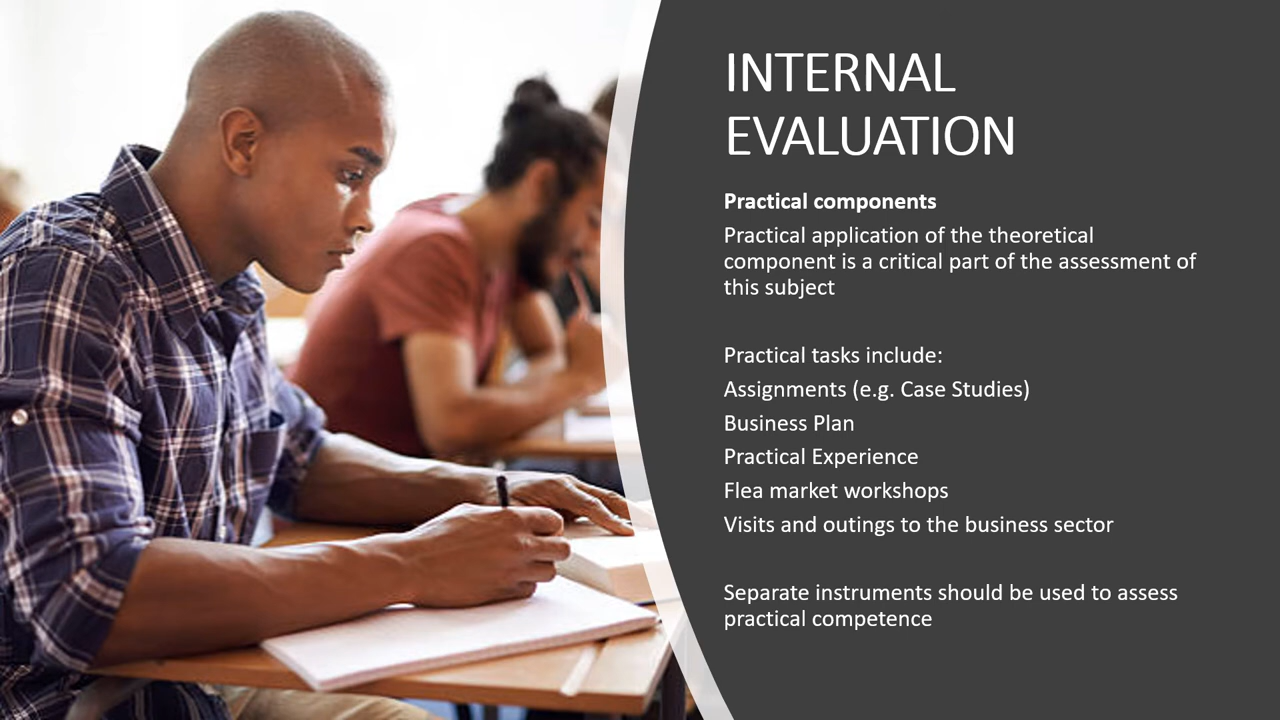 INTERNAL
EVALUATION
Practical components
Practical application of the theoretical
component is a critical part of the assessment of
this subject
Practical tasks include:
Assignments (e.g. Case Studies)
Business Plan
Practical Experience
Flea market workshops
Visits and outings to the business sector
Separate instruments should be used to assess
practical competence